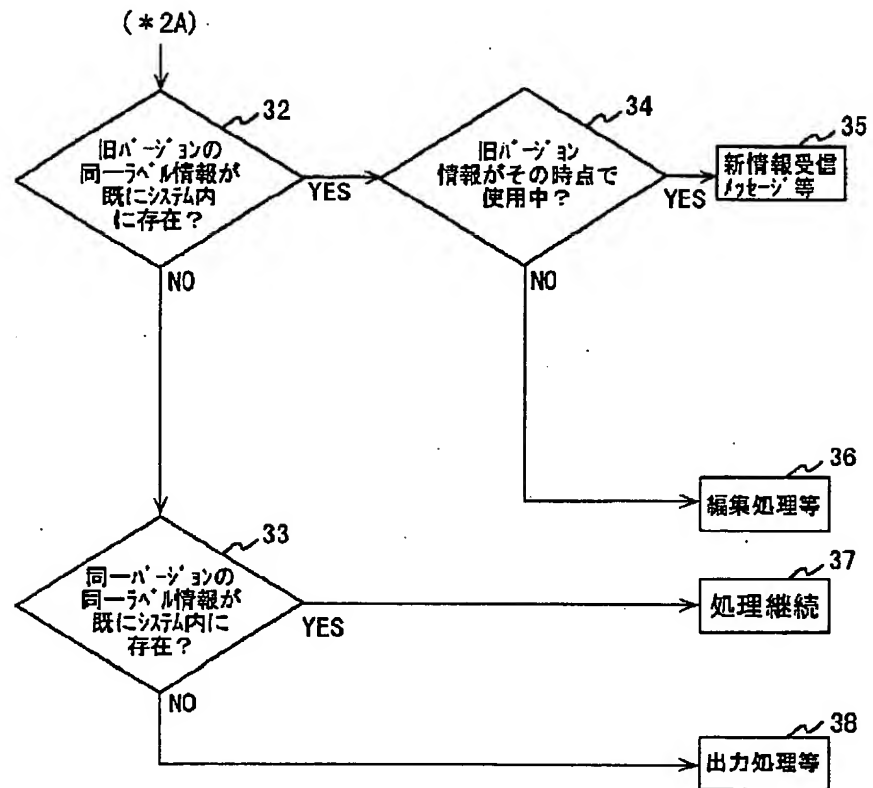 (*2A)
32
旧バージョンの
同一ラベル情報が
既にシステム内
に存在?
YES
NO
34
旧バージョン
情報がその時点で
使用中?
YES
NO
35
新情報受信
メッセージ等
36
編集処理等
33
同一バージョンの
同一ラベル情報が
既にシステム内に
存在?
YES
NO
37
処理継続
38
出力処理等